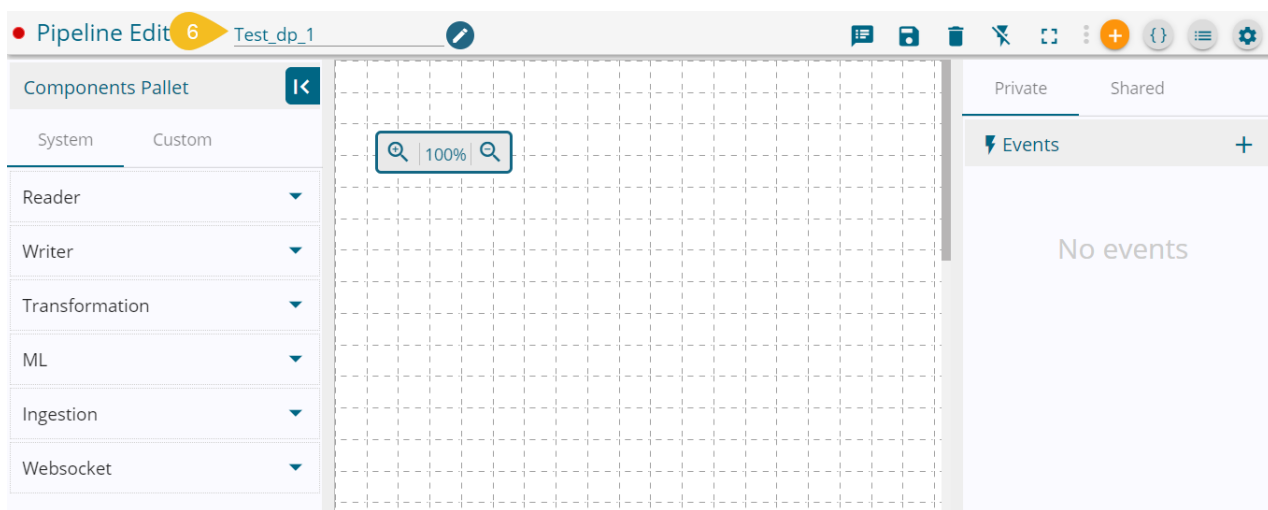 Pipeline Edit 6 Test_dp_1
Components Pallet
System Custom
Reader
Writer
Transformation
ML
Ingestion
Websocket
100%
{}
Private Shared
Events
No events